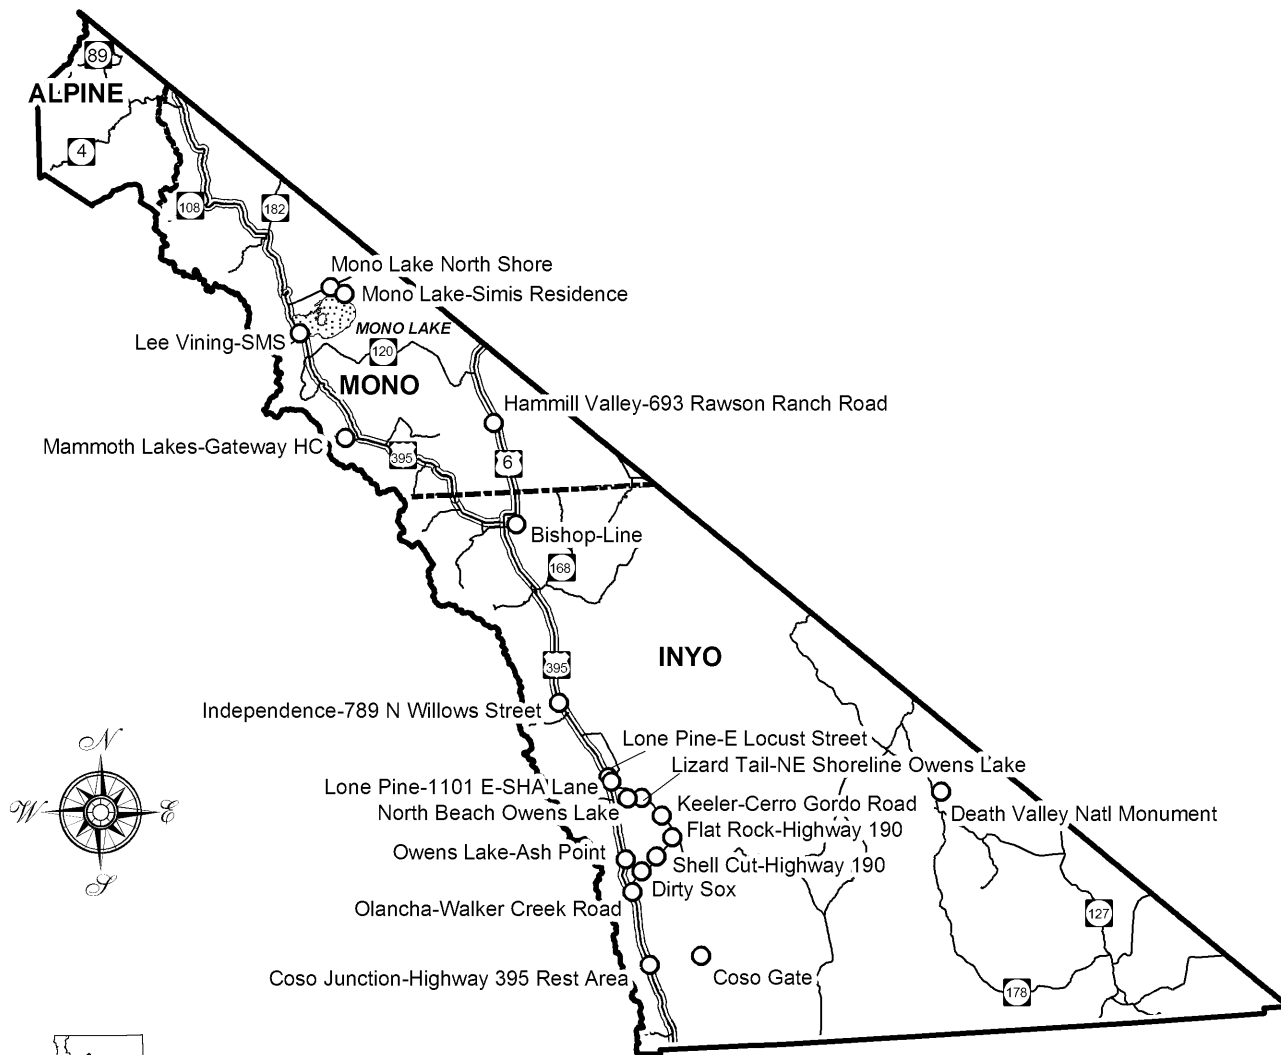 89
ALPINE
4
108
182
Mono Lake North Shore
Mono Lake-Simis Residence
MONO LAKE
Lee Vining-SMS
120
MONO
Hammill Valley-693 Rawson Ranch Road
Mammoth Lakes-Gateway HC
395
6
Bishop-Line
168
INYO
395
Independence-789 N Willows Street
Lone Pine-E Locust Street
Lizard Tail-NE Shoreline Owens Lake
Lone Pine-1101 E-SHA Lane
North Beach Owens Lake
Keeler-Cerro Gordo Road
Death Valley Natl Monument
Flat Rock-Highway 190
Owens Lake-Ash Point
Shell Cut-Highway 190
Dirty Sox
Olancha-Walker Creek Road
127
Coso Junction-Highway 395 Rest Area
Coso Gate
178
N
W
E
S